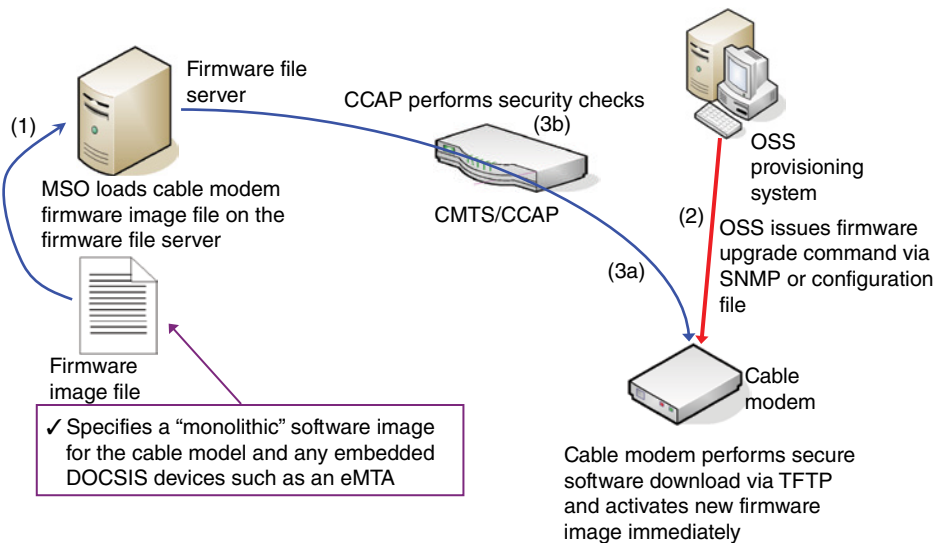 (1)
Firmware file
server
MSO loads cable modem
firmware image file on the
firmware file server
CCAP performs security checks
(3b)
CMTS/CCAP
(3a)
OSS
provisioning
system
(2)
OSS issues firmware
upgrade command via
SNMP or configuration
file
Firmware
image file
✓ Specifies a “monolithic” software image
for the cable model and any embedded
DOCSIS devices such as an eMTA
Cable
modem
Cable modem performs secure
software download via TFTP
and activates new firmware
image immediately